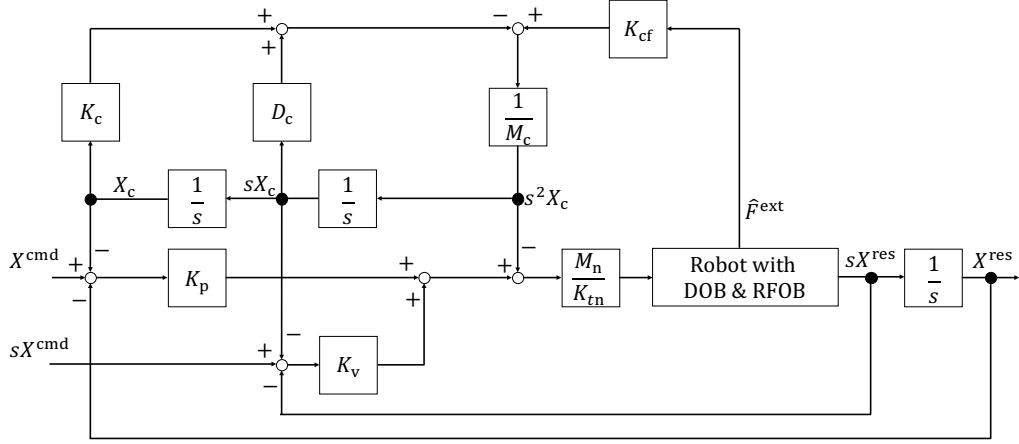 +
+
−
+
K_cf
K_c
D_c
1/M_c
X_c
1/s
sX_c
1/s
s²X_c
F̂^ext
X^cmd
+
−
−
K_p
+
+
+
−
M_n/K_tn
Robot with
DOB & RFOB
sX^res
1/s
X^res
sX^cmd
+
−
−
K_v